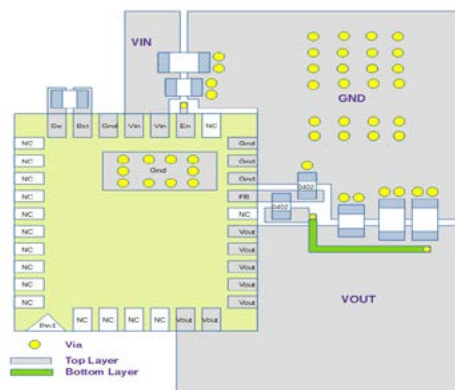 VIN
GND
Sw Bst Gnd Vin Vin En NC
NC
NC
NC
NC
NC
NC
NC
NC
NC
Gnd
Gnd
Gnd
Gnd
FB
NC
Vout
Vout
Vout
Vout
Vout
0402
0402
VOUT
Pin1
NC NC NC NC Vout Vout
Via
Top Layer
Bottom Layer